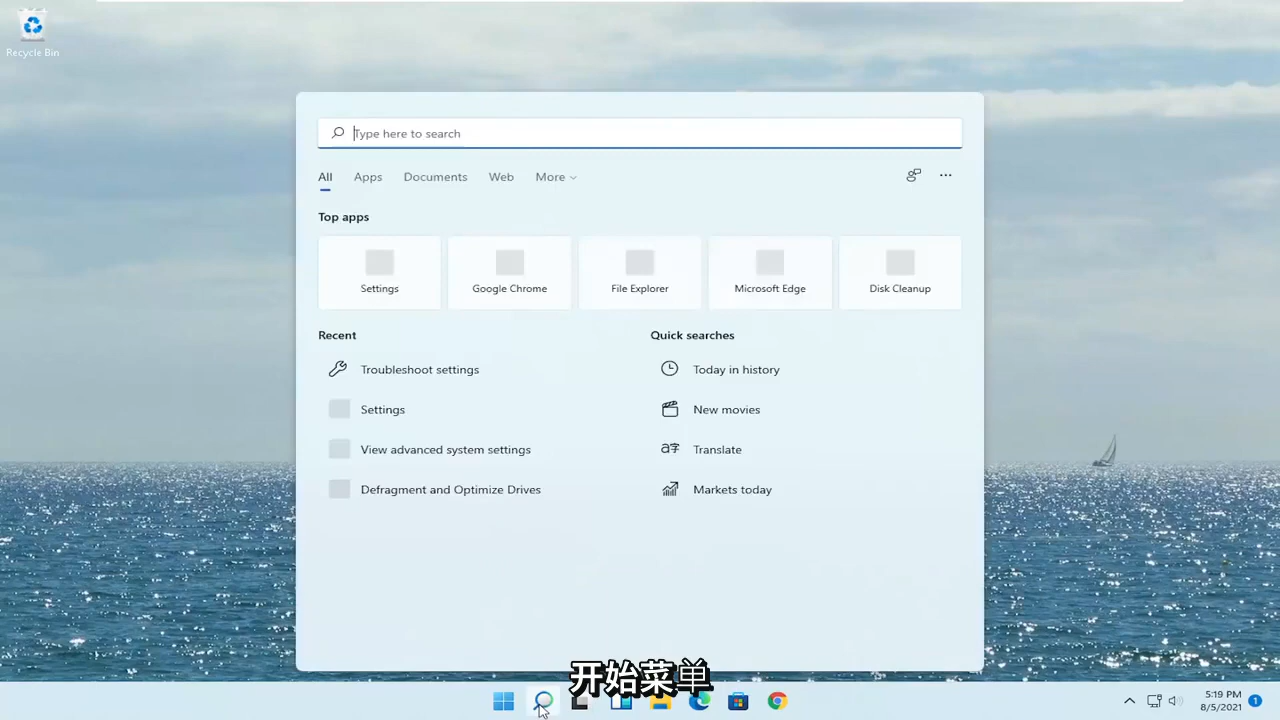 Recycle Bin
Type here to search
All Apps Documents Web More
Top apps
Settings Google Chrome File Explorer Microsoft Edge Disk Cleanup
Recent
Troubleshoot settings
Settings
View advanced system settings
Defragment and Optimize Drives
Quick searches
Today in history
New movies
Translate
Markets today
开始菜单
5:19 PM
8/5/2021
1